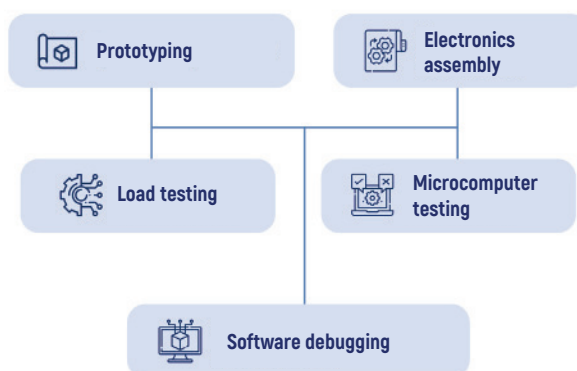 Prototyping
Electronics
assembly
Load testing
Microcomputer
testing
Software debugging